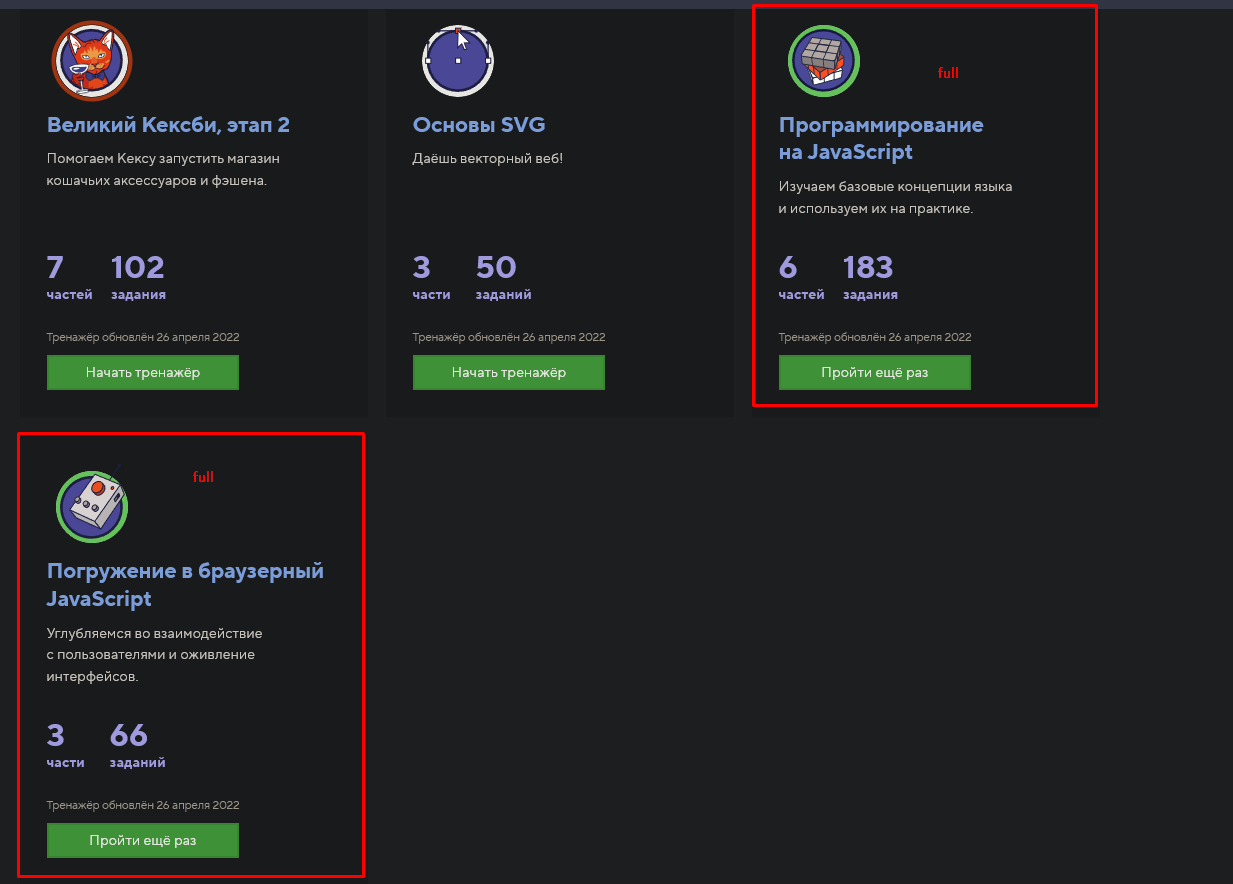 Великий Кексби, этап 2
Помогаем Кексу запустить магазин
кошачьих аксессуаров и фэшена.
7 102
частей задания
Тренажёр обновлён 26 апреля 2022
Начать тренажёр
Основы SVG
Даёшь векторный веб!
3 50
части заданий
Тренажёр обновлён 26 апреля 2022
Начать тренажёр
full
Программирование
на JavaScript
Изучаем базовые концепции языка
и используем их на практике.
6 183
частей задания
Тренажёр обновлён 26 апреля 2022
Пройти ещё раз
full
Погружение в браузерный
JavaScript
Углубляемся во взаимодействие
с пользователями и оживление
интерфейсов.
3 66
части заданий
Тренажёр обновлён 26 апреля 2022
Пройти ещё раз